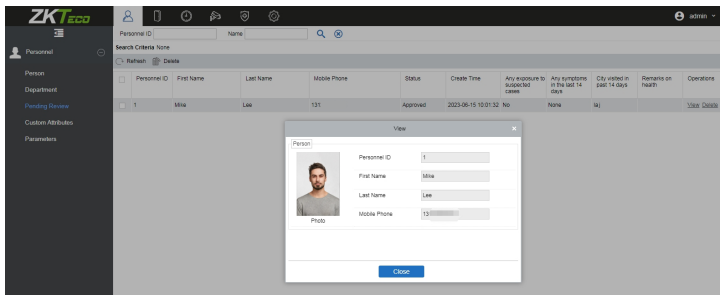 ZKTeco
admin
Personnel ID
Name
Search Criteria None
Refresh Delete
Personnel
Person
Department
Pending Review
Custom Attributes
Parameters
Personnel ID First Name Last Name Mobile Phone Status Create Time Any exposure to suspected cases Any symptoms in the last 14 days City visited in past 14 days Remarks on health Operations
1 Mike Lee 131 Approved 2023-06-15 10:01:32 No None View Delete
View
Person
Personnel ID 1
First Name Mike
Last Name Lee
Mobile Phone 13
Photo
Close